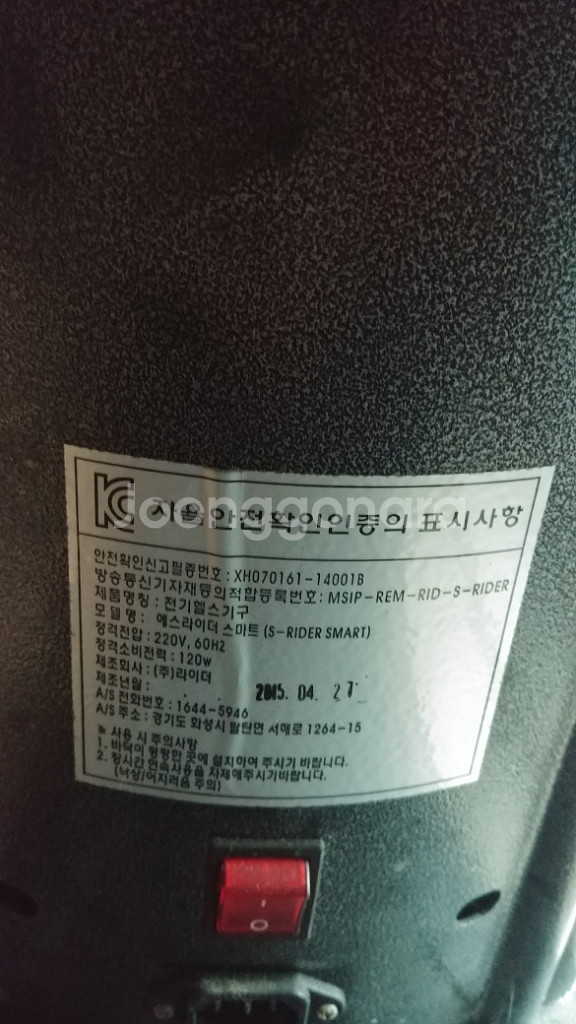 KC 자율안전확인인증의 표시사항
joonggonara
안전확인신고필증번호 : XH070161-14001B
방송통신기자재등의적합등록번호: MSIP-REM-RID-S-RIDER
제품명칭 : 전기헬스기구
모 델 명 : 에스라이더 스마트 (S-RIDER SMART)
정격전압 : 220V, 60HZ
정격소비전력 : 120w
제조회사 : (주)라이더
제조년월 : 2015. 04. 27
A/S 전화번호 : 1644-5946
A/S 주소 : 경기도 화성시 팔탄면 서해로 1264-15
※ 사용 시 주의사항
1. 바닥이 평평한 곳에 설치하여 주시기 바랍니다.
2. 장시간 연속사용을 자제해주시기바랍니다.
(낙상/어지러움 주의)